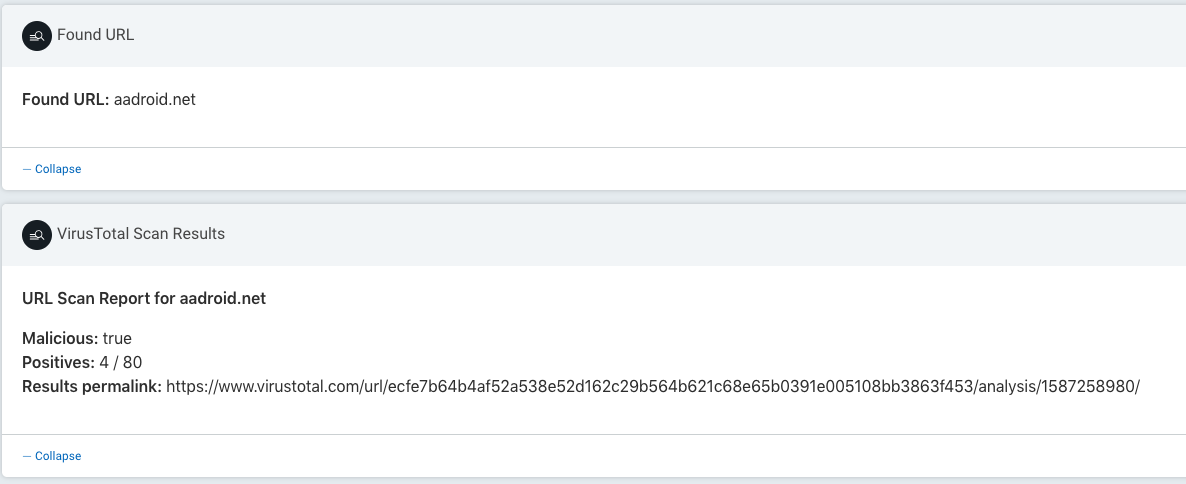 Found URL
Found URL: aadroid.net
— Collapse
VirusTotal Scan Results
URL Scan Report for aadroid.net
Malicious: true
Positives: 4 / 80
Results permalink: https://www.virustotal.com/url/ecfe7b64b4af52a538e52d162c29b564b621c68e65b0391e005108bb3863f453/analysis/1587258980/
— Collapse